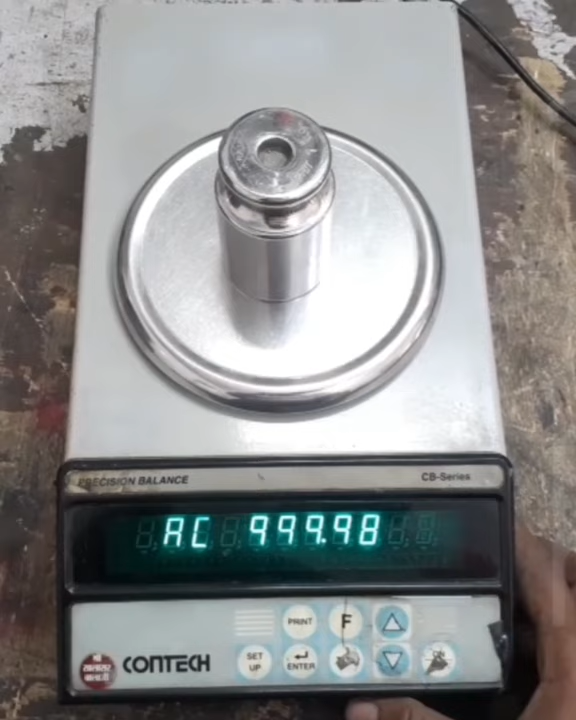 PRECISION BALANCE CB-Series
AC 999.98
PRINT F
SET UP ENTER
CONTECH